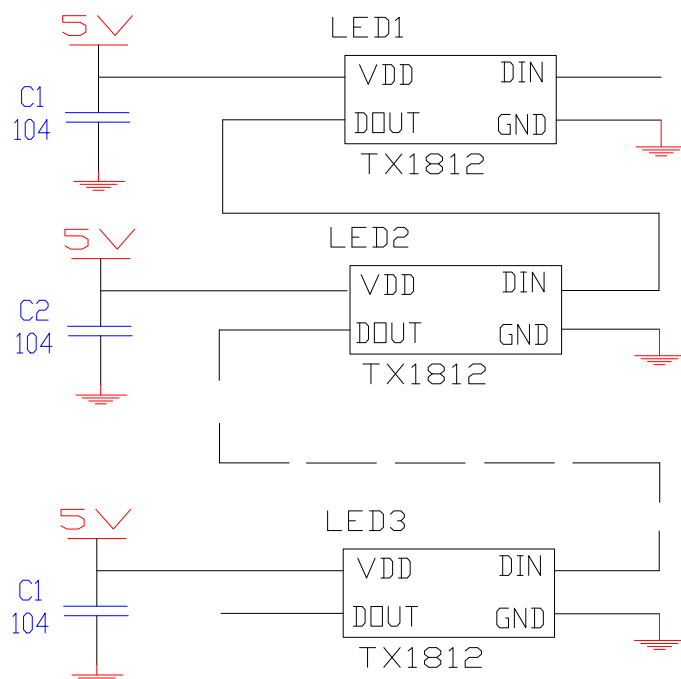 5V
LED1
VDD DIN
C1
104
DOUT GND
TX1812
5V
LED2
VDD DIN
C2
104
DOUT GND
TX1812
5V
LED3
VDD DIN
C1
104
DOUT GND
TX1812